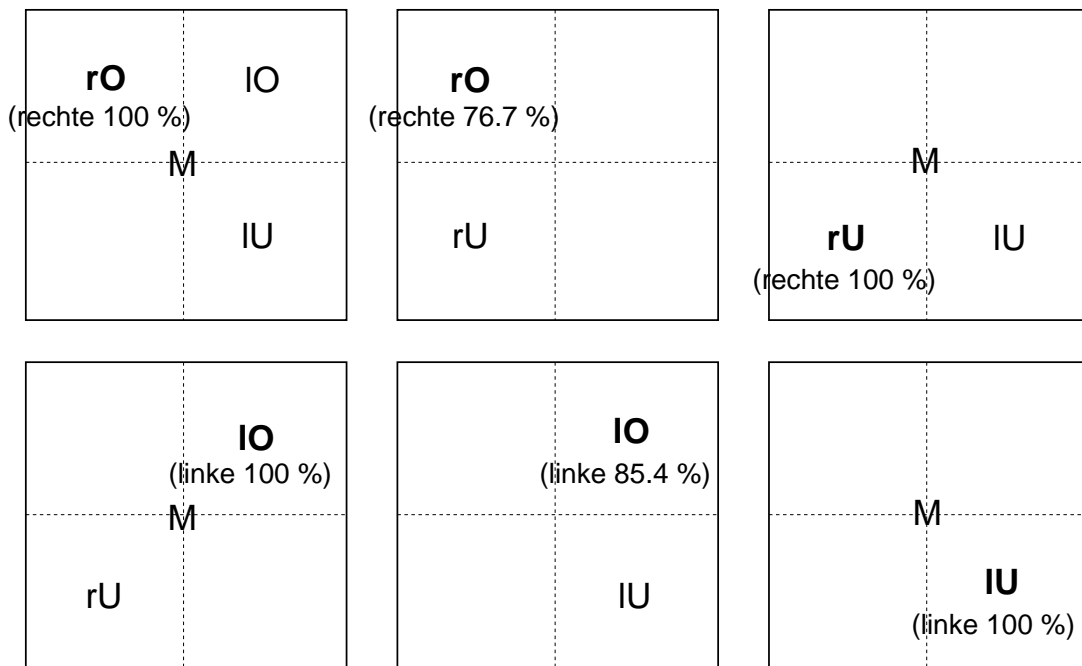 rO lO
(rechte 100 %)
M
lU
rO
(rechte 76.7 %)
rU
M
rU lU
(rechte 100 %)
lO
(linke 100 %)
M
rU
lO
(linke 85.4 %)
lU
M
lU
(linke 100 %)